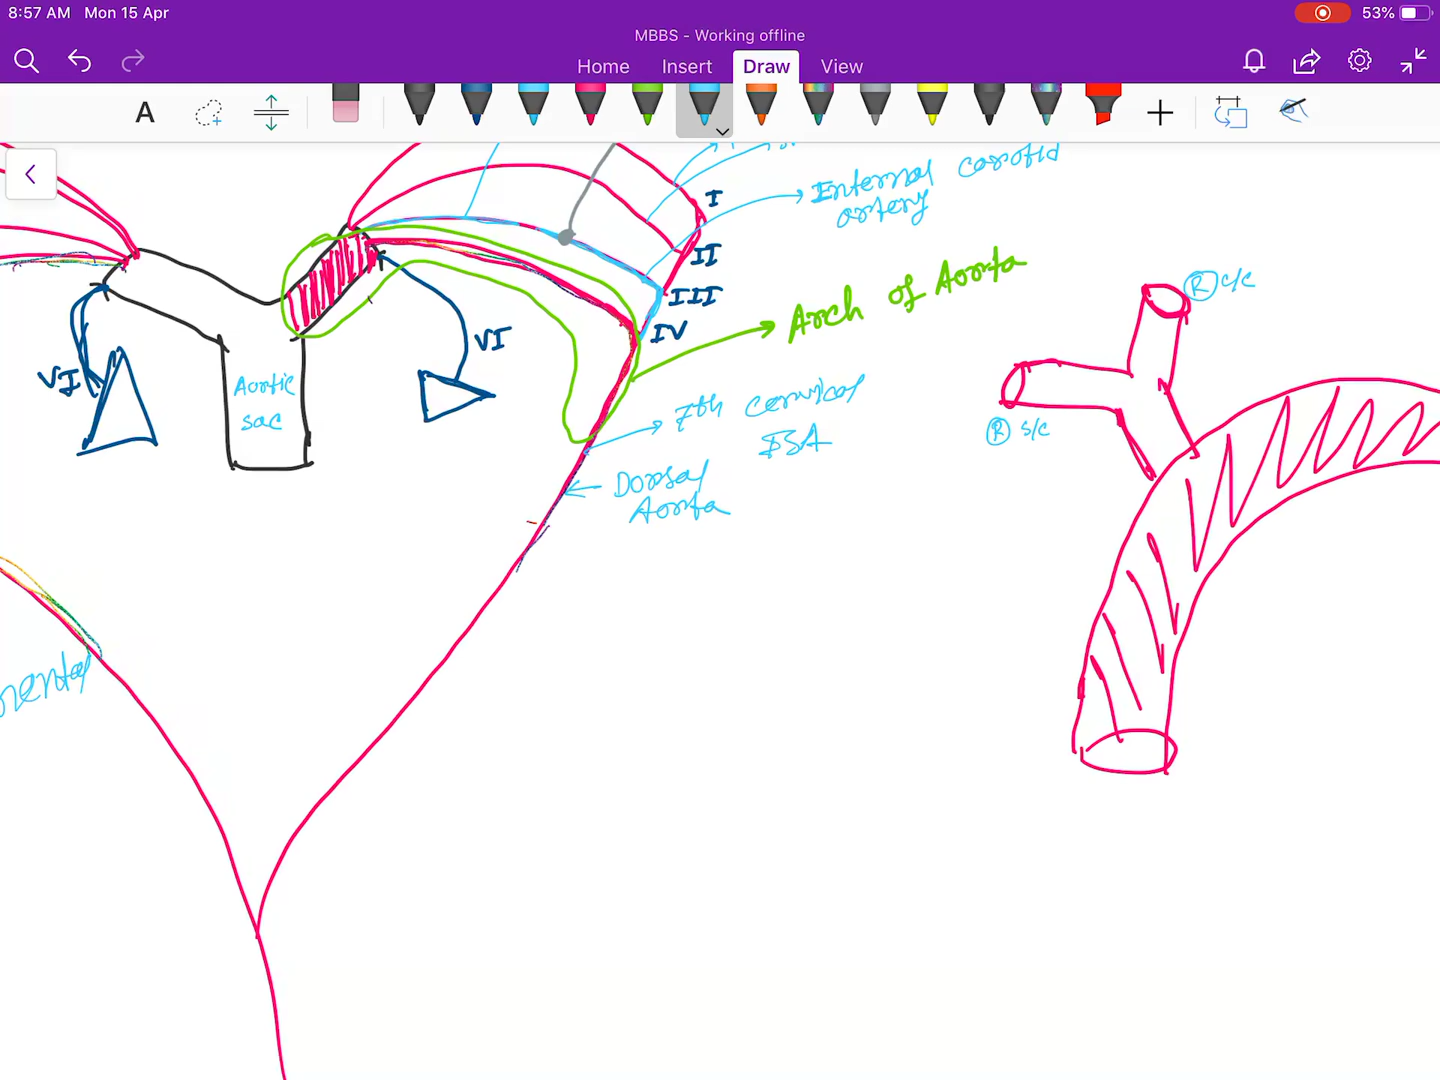 8:57 AM Mon 15 Apr
53%
MBBS - Working offline
Home Insert Draw View
A
I
Internal carotid
artery
II
III
IV
Arch of Aorta
VI
VI
Aortic
sac
7th cervical
ISA
Dorsal
Aorta
R C/C
R S/C